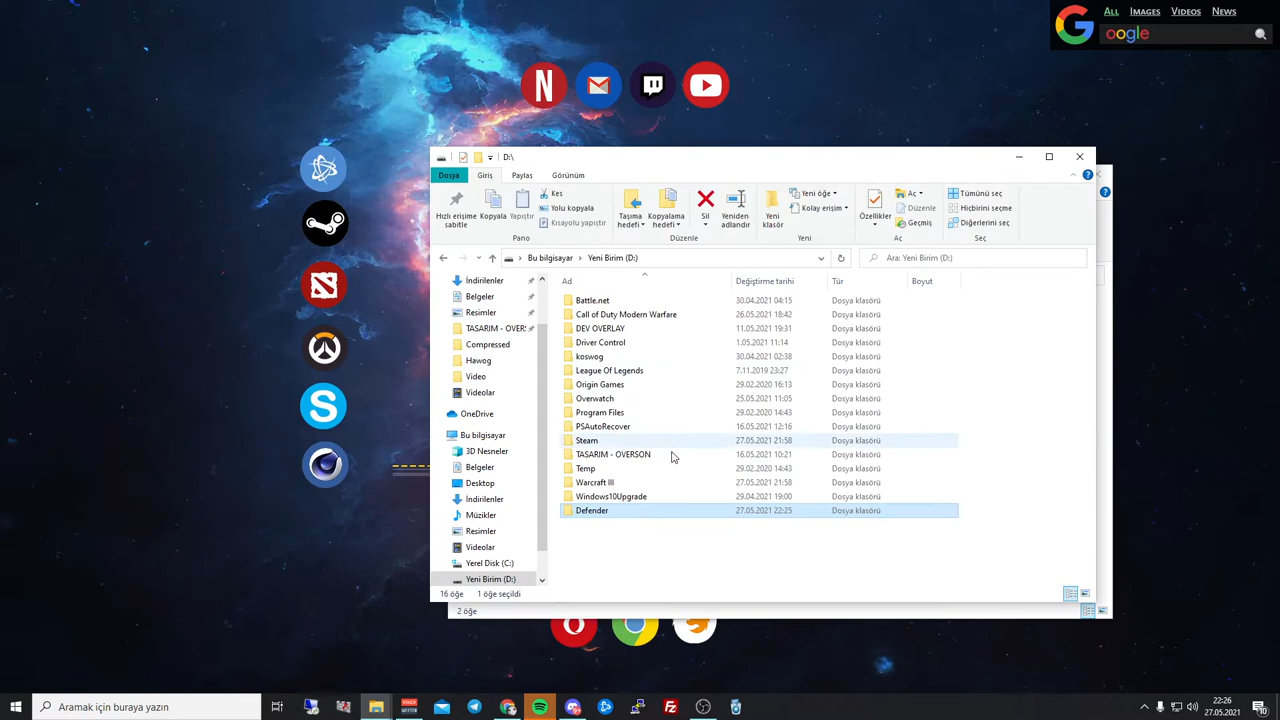 ALL IMAGES VIDEOS NEWS
oogle
D:\
Dosya Giriş Paylaş Görünüm
Hızlı erişime sabitle
Kopyala
Yapıştır
Kes
Yolu kopyala
Kısayolu yapıştır
Taşıma hedefi
Kopyalama hedefi
Sil
Yeniden adlandır
Yeni klasör
Yeni öğe
Kolay erişim
Özellikler
Aç
Düzenle
Geçmiş
Tümünü seç
Hiçbirini seçme
Diğerlerini seç
Pano Düzenle Yeni Aç Seç
Bu bilgisayar > Yeni Birim (D:)
Ara: Yeni Birim (D:)
İndirilenler
Belgeler
Resimler
TASARIM - OVERS
Compressed
Hawog
Video
Videolar
OneDrive
Bu bilgisayar
3D Nesneler
Belgeler
Desktop
İndirilenler
Müzikler
Resimler
Videolar
Yerel Disk (C:)
Yeni Birim (D:)
Ad Değiştirme tarihi Tür Boyut
Battle.net 30.04.2021 04:15 Dosya klasörü
Call of Duty Modern Warfare 26.05.2021 18:42 Dosya klasörü
DEV OVERLAY 11.05.2021 19:31 Dosya klasörü
Driver Control 1.05.2021 11:14 Dosya klasörü
koswog 30.04.2021 02:38 Dosya klasörü
League Of Legends 7.11.2019 23:27 Dosya klasörü
Origin Games 29.02.2020 16:13 Dosya klasörü
Overwatch 25.05.2021 11:05 Dosya klasörü
Program Files 29.02.2020 14:43 Dosya klasörü
PSAutoRecover 16.05.2021 12:16 Dosya klasörü
Steam 27.05.2021 21:58 Dosya klasörü
TASARIM - OVERSON 16.05.2021 10:21 Dosya klasörü
Temp 29.02.2020 14:43 Dosya klasörü
Warcraft III 27.05.2021 21:58 Dosya klasörü
Windows10Upgrade 29.04.2021 19:00 Dosya klasörü
Defender 27.05.2021 22:25 Dosya klasörü
16 öğe 1 öğe seçildi
2 öğe
Aramak için buraya yazın
22:26
27.05.2021